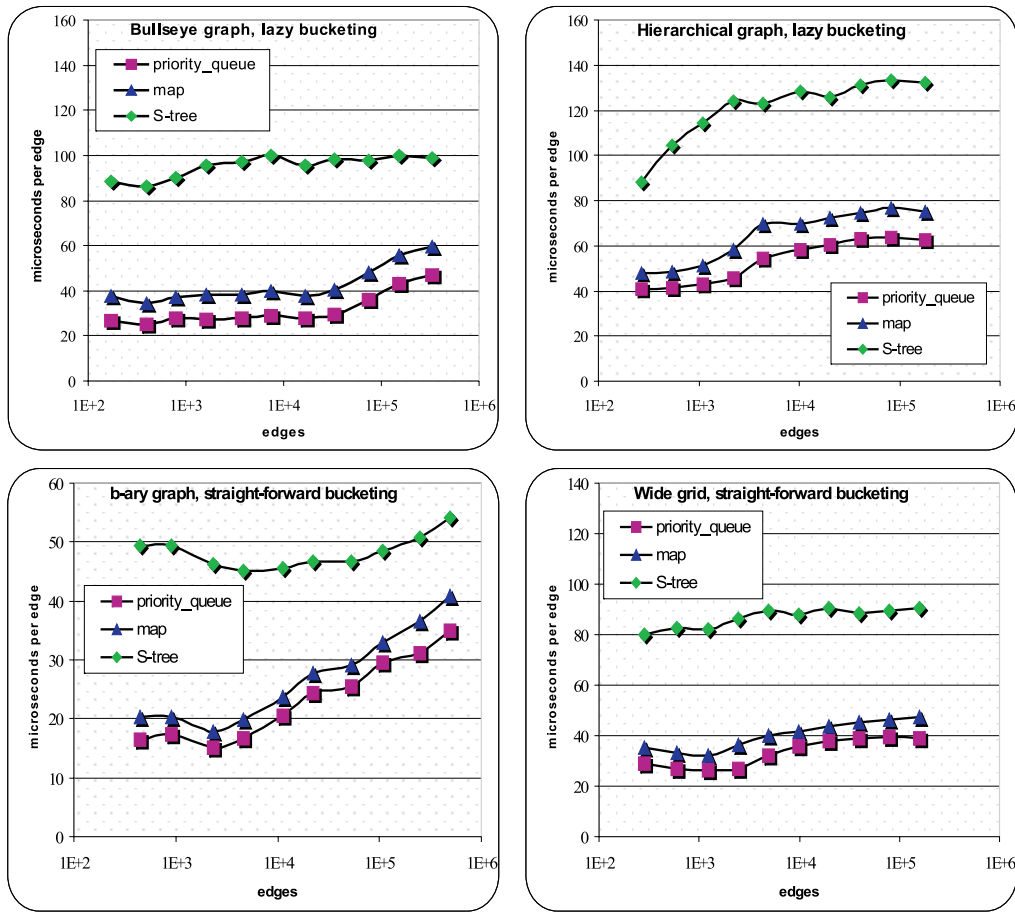 Bullseye graph, lazy bucketing
priority_queue
map
S-tree
microseconds per edge
160
140
120
100
80
60
40
20
0
1E+2
1E+3
1E+4
1E+5
1E+6
edges
Hierarchical graph, lazy bucketing
priority_queue
map
S-tree
microseconds per edge
160
140
120
100
80
60
40
20
0
1E+2
1E+3
1E+4
1E+5
1E+6
edges
b-ary graph, straight-forward bucketing
priority_queue
map
S-tree
microseconds per edge
60
50
40
30
20
10
0
1E+2
1E+3
1E+4
1E+5
1E+6
edges
Wide grid, straight-forward bucketing
priority_queue
map
S-tree
microseconds per edge
140
120
100
80
60
40
20
0
1E+2
1E+3
1E+4
1E+5
1E+6
edges